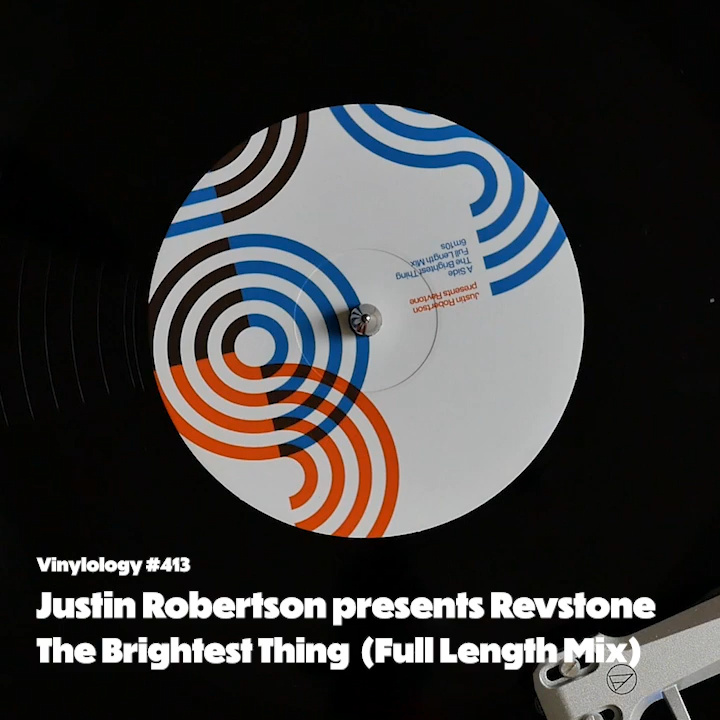 Justin Robertson
presents Revtone
A Side
The Brightest Thing
Full Length Mix
6m10s
Vinylology #413
Justin Robertson presents Revstone
The Brightest Thing (Full Length Mix)